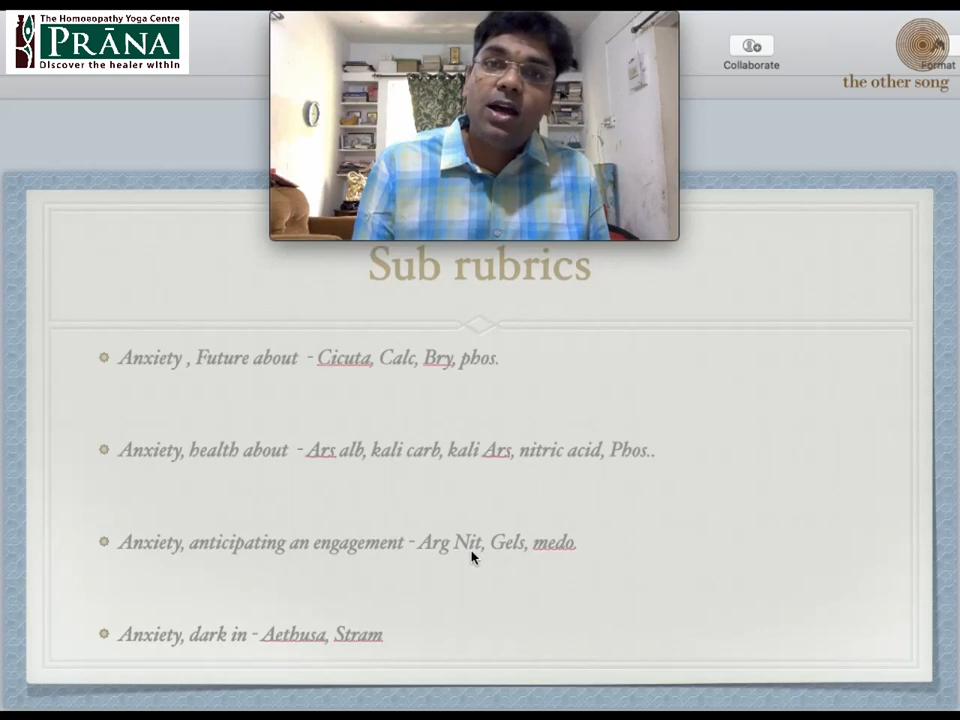 The Homoeopathy Yoga Centre
PRĀNA
Discover the healer within
Collaborate
Format
the other song
Sub rubrics
Anxiety , Future about - Cicuta, Calc, Bry, phos.
Anxiety, health about - Ars alb, kali carb, kali Ars, nitric acid, Phos..
Anxiety, anticipating an engagement - Arg Nit, Gels, medo
Anxiety, dark in - Aethusa, Stram